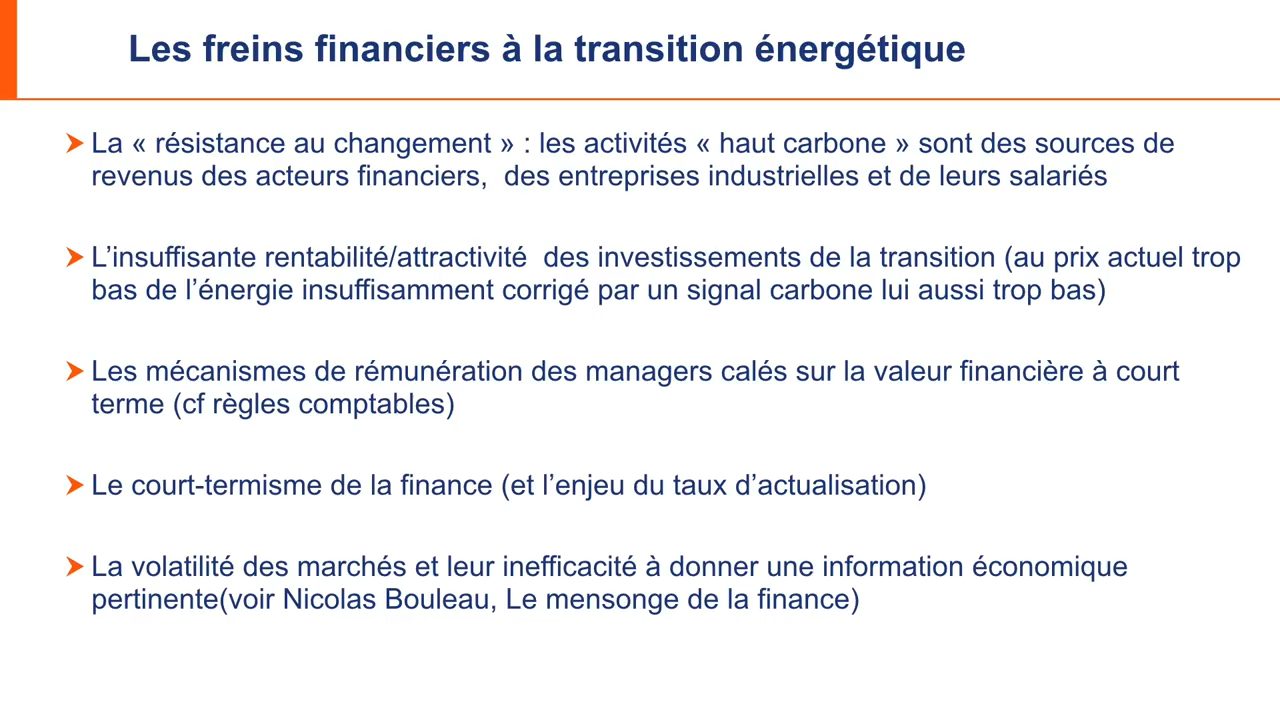 Les freins financiers à la transition énergétique
La « résistance au changement » : les activités « haut carbone » sont des sources de
revenus des acteurs financiers,  des entreprises industrielles et de leurs salariés
L’insuffisante rentabilité/attractivité  des investissements de la transition (au prix actuel trop
bas de l’énergie insuffisamment corrigé par un signal carbone lui aussi trop bas)
Les mécanismes de rémunération des managers calés sur la valeur financière à court
terme (cf règles comptables)
Le court-termisme de la finance (et l’enjeu du taux d’actualisation)
La volatilité des marchés et leur inefficacité à donner une information économique
pertinente(voir Nicolas Bouleau, Le mensonge de la finance)